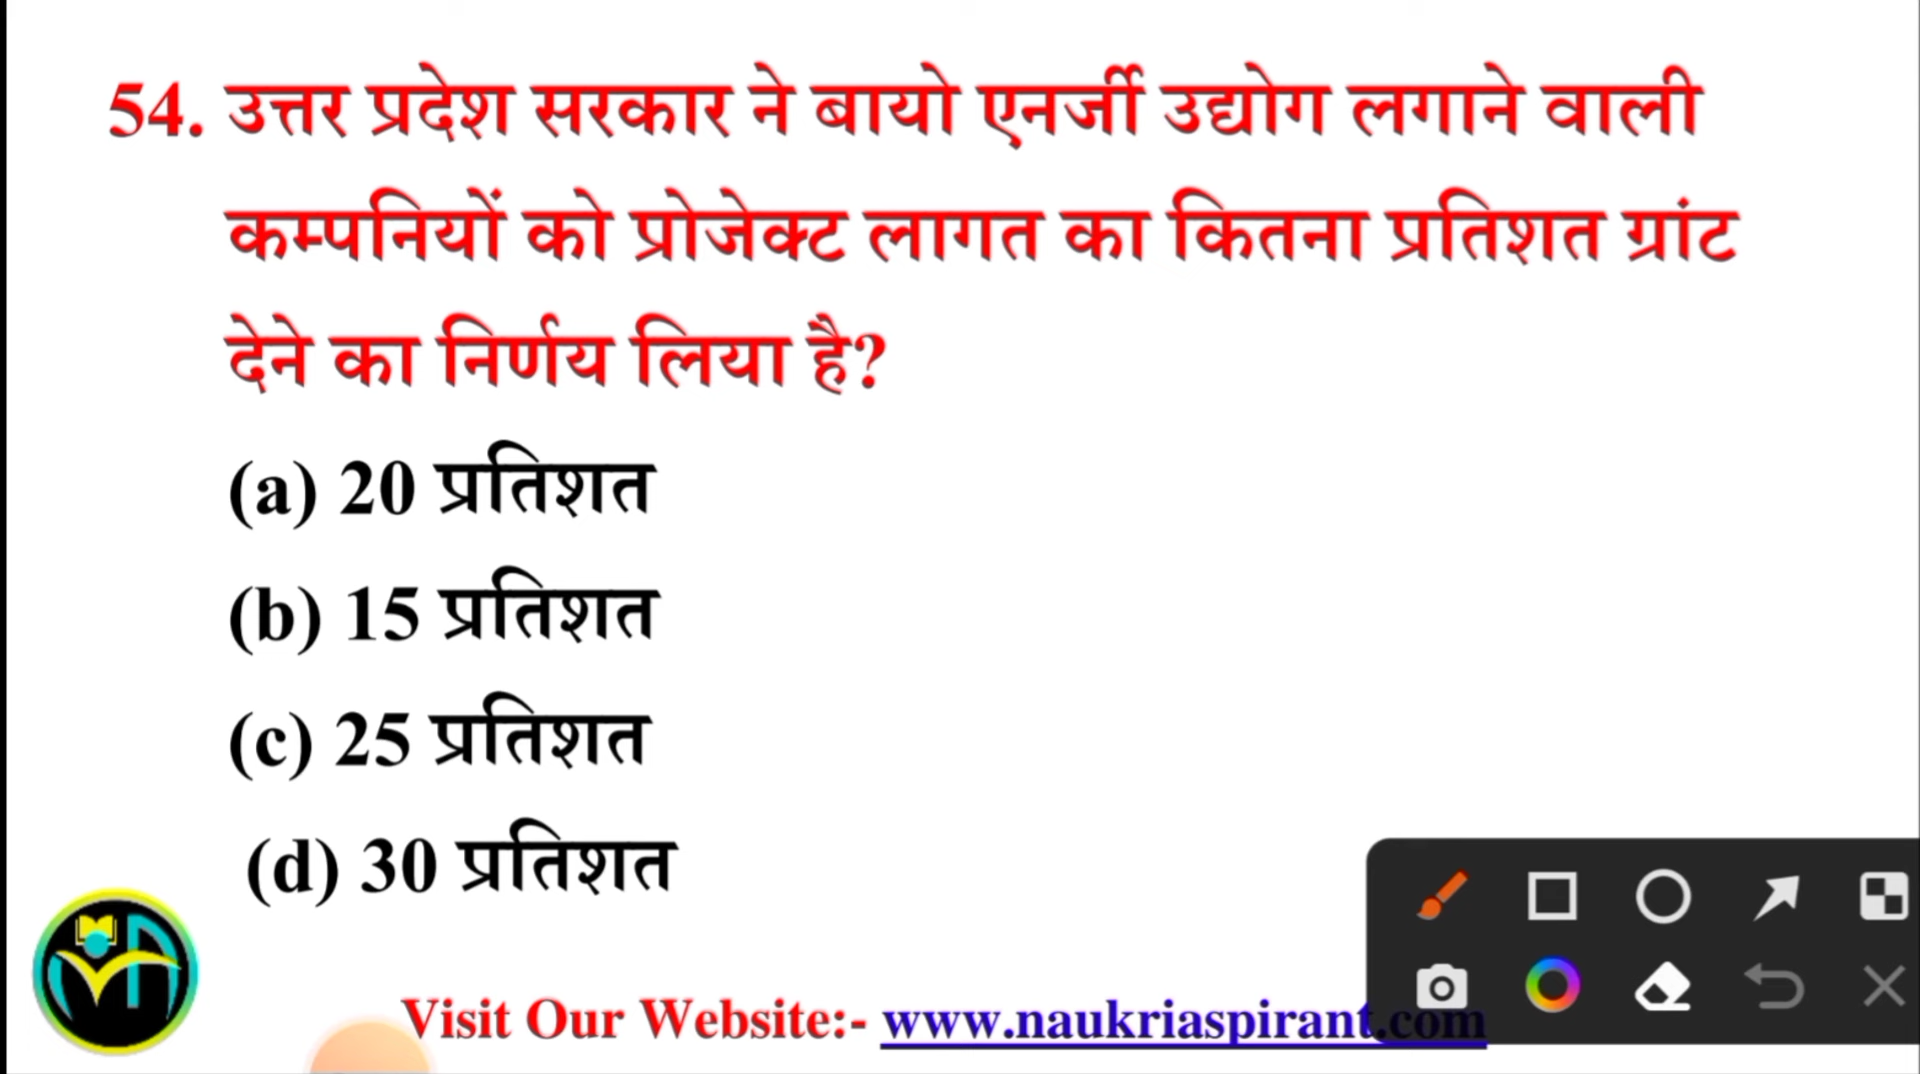 54. उत्तर प्रदेश सरकार ने बायो एनर्जी उद्योग लगाने वाली
कम्पनियों को प्रोजेक्ट लागत का कितना प्रतिशत ग्रांट
देने का निर्णय लिया है?
(a) 20 प्रतिशत
(b) 15 प्रतिशत
(c) 25 प्रतिशत
(d) 30 प्रतिशत
Visit Our Website:- www.naukriaspirant.com